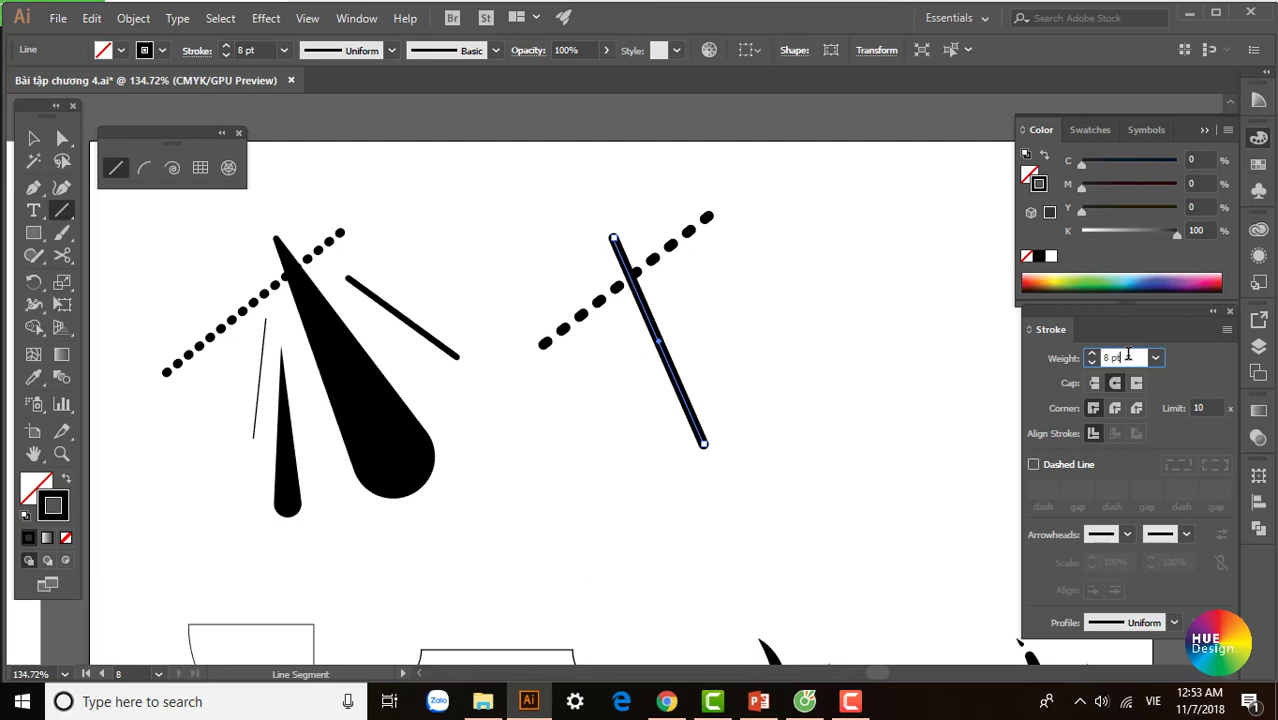 Ai File Edit Object Type Select Effect View Window Help Br St Essentials Search Adobe Stock
Line Stroke: 8 pt Uniform Basic Opacity: 100% Style: Shape: Transform
Bài tập chương 4.ai* @ 134.72% (CMYK/GPU Preview)
Color Swatches Symbols
C 0 %
M 0 %
Y 0 %
K 100 %
Stroke
Weight: 8 pt
Cap:
Corner: Limit: 10 x
Align Stroke:
Dashed Line
dash gap dash gap dash gap
Arrowheads:
Scale: 100% 100%
Align:
Profile: Uniform
HUE
Design.
134.72% 8 Line Segment
Type here to search Zalo Ai VIE 12:53 AM
11/7/2018